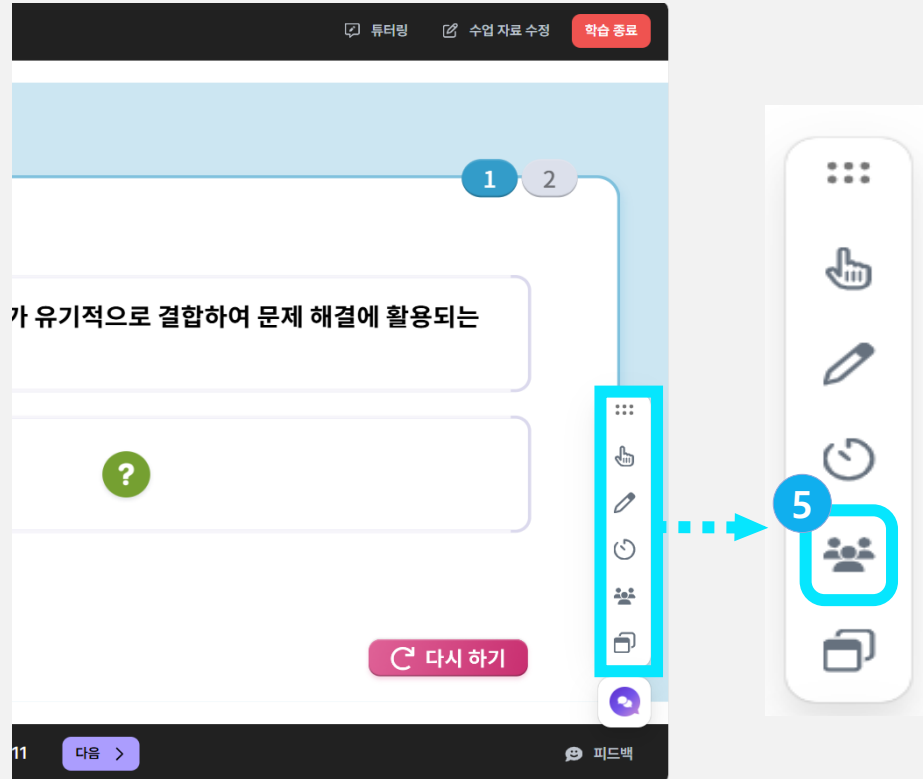 튜터링
수업 자료 수정
학습 종료
1
2
가 유기적으로 결합하여 문제 해결에 활용되는
?
5
다시 하기
11
다음
피드백